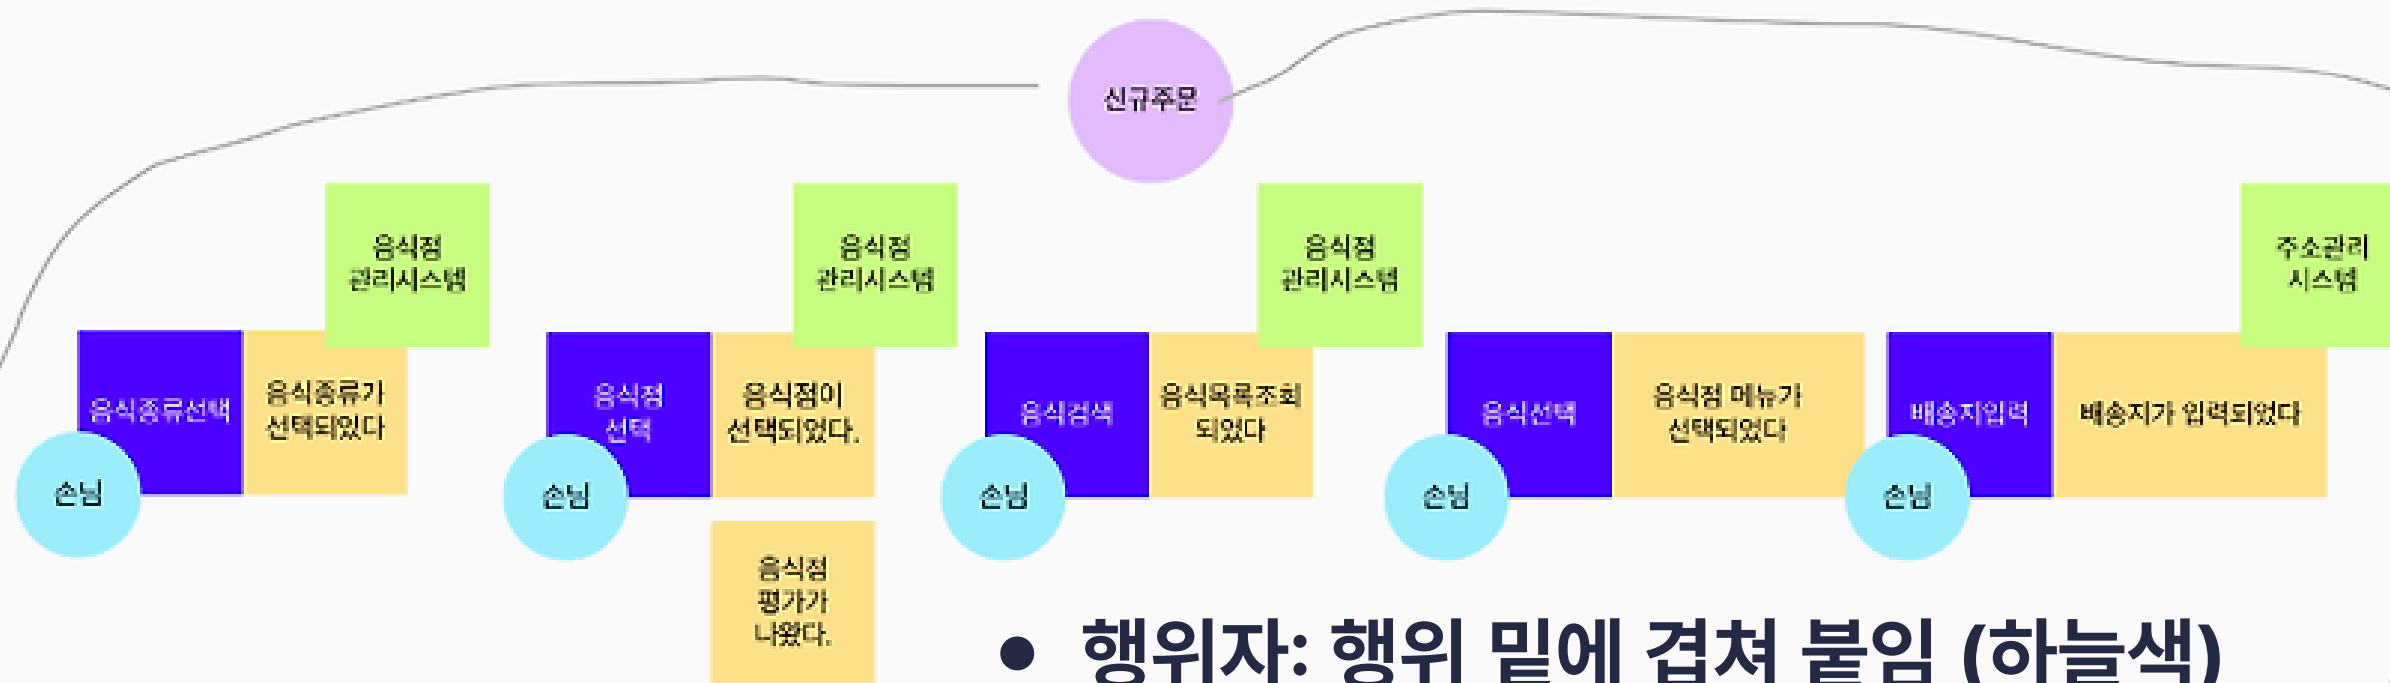 신규주문
음식점
관리시스템
음식점
관리시스템
음식점
관리시스템
주소관리
시스템
음식종류선택
음식종류가
선택되있다
손님
음식점
선택
음식점이
선택되었다.
손님
음식점
평가가
나왔다.
음식검색
음식목록조회
되었다
손님
음식선택
음식점 메뉴가
선택되었다
손님
배송지입력
배송지가 입력되었다
손님
• 행위자: 행위 밑에 겹쳐 붙임 (하늘색)